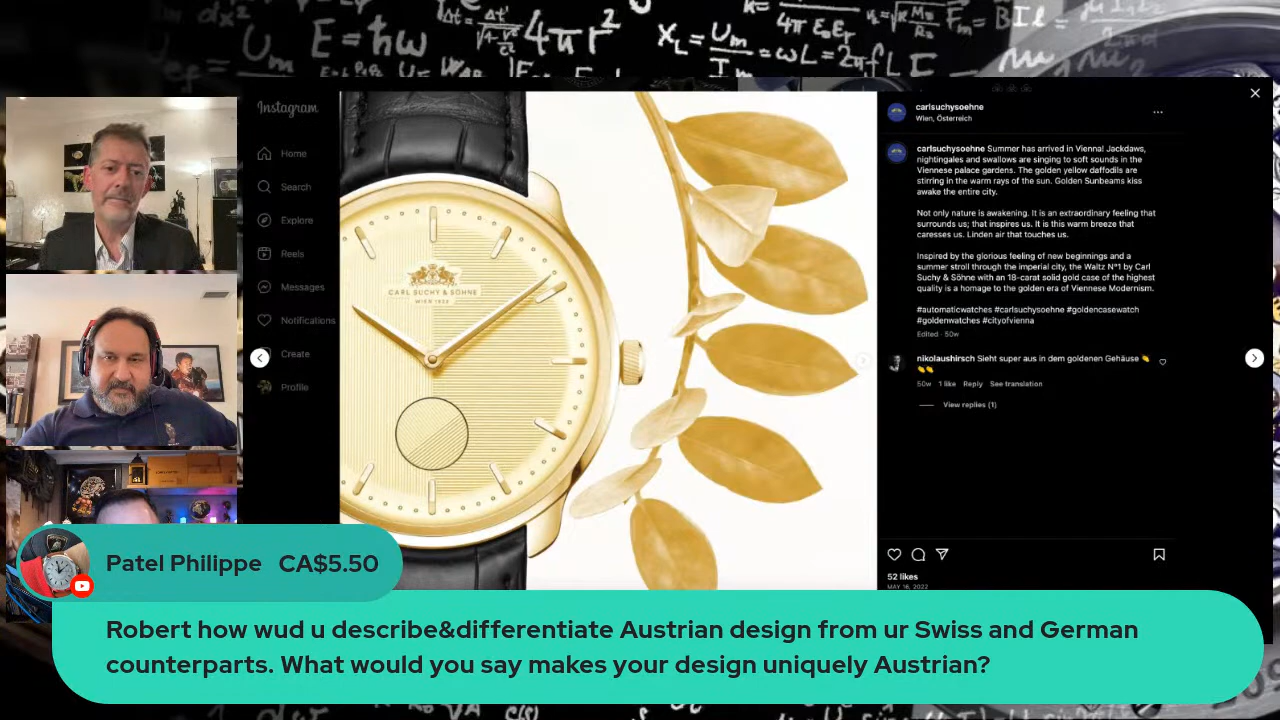 Instagram
Home
Search
Explore
Reels
Messages
Notifications
Create
Profile
CARL SUCHY & SÖHNE
WIEN 1822
carlsuchysoehne
Wien, Österreich
carlsuchysoehne Summer has arrived in Vienna! Jackdaws,
nightingales and swallows are singing to soft sounds in the
Viennese palace gardens. The golden yellow daffodils are
stirring in the warm rays of the sun. Golden Sunbeams kiss
awake the entire city.
Not only nature is awakening. It is an extraordinary feeling that
surrounds us; that inspires us. It is this warm breeze that
caresses us. Linden air that touches us.
Inspired by the glorious feeling of new beginnings and a
summer stroll through the imperial city, the Waltz N°1 by Carl
Suchy & Söhne with an 18-carat solid gold case of the highest
quality is a homage to the golden era of Viennese Modernism.
#automaticwatches #carlsuchysoehne #goldencasewatch
#goldenwatches #cityofvienna
Edited · 50w
nikolaushirsch Sieht super aus in dem goldenen Gehäuse 👏
👏👏
50w 1 like Reply See translation
View replies (1)
52 likes
MAY 16, 2022
Patel Philippe CA$5.50
Robert how wud u describe&differentiate Austrian design from ur Swiss and German
counterparts. What would you say makes your design uniquely Austrian?